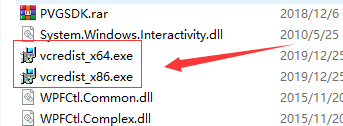 PVGSDK.rar 2018/12/6
System.Windows.Interactivity.dll 2010/5/25
vcredist_x64.exe 2019/12/25
vcredist_x86.exe 2019/12/25
WPFCtl.Common.dll 2015/11/20
WPFCtl.Complex.dll 2015/11/20